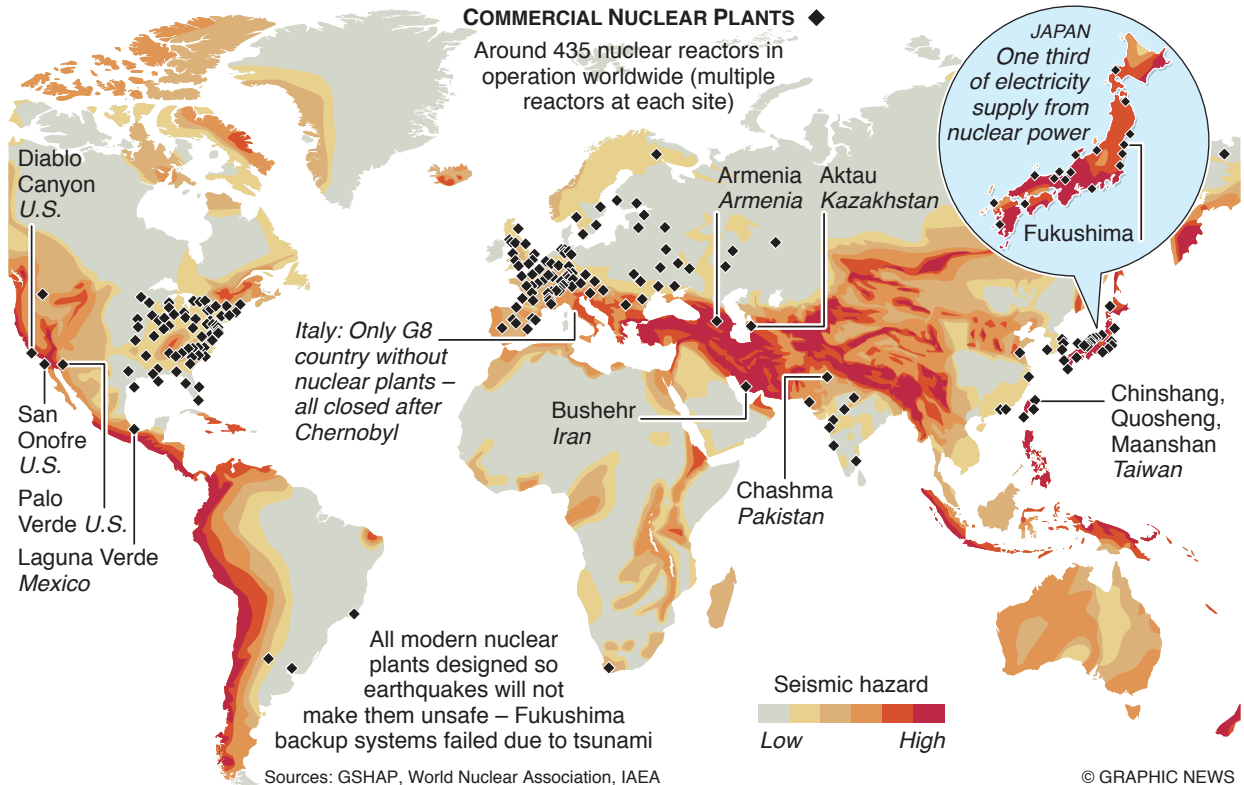 COMMERCIAL NUCLEAR PLANTS
Around 435 nuclear reactors in
operation worldwide (multiple
reactors at each site)
JAPAN
One third
of electricity
supply from
nuclear power
Fukushima
Diablo
Canyon
U.S.
Armenia
Armenia
Aktau
Kazakhstan
Italy: Only G8
country without
nuclear plants –
all closed after
Chernobyl
San
Onofre
U.S.
Palo
Verde U.S.
Laguna Verde
Mexico
Bushehr
Iran
Chashma
Pakistan
Chinshang,
Quosheng,
Maanshan
Taiwan
All modern nuclear
plants designed so
earthquakes will not
make them unsafe – Fukushima
backup systems failed due to tsunami
Seismic hazard
Low
High
Sources: GSHAP, World Nuclear Association, IAEA
© GRAPHIC NEWS